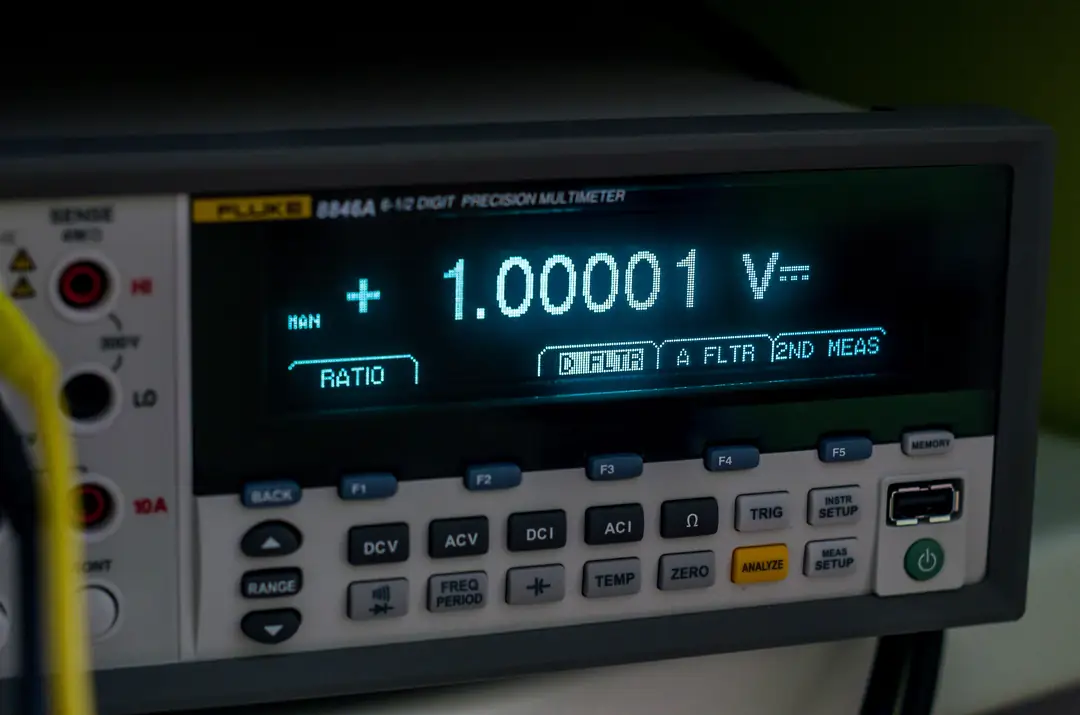 SENSE
FLUKE 8846A 6-1/2 DIGIT PRECISION MULTIMETER
HI
300V
LO
10A
MAN + 1.00001 V
RATIO D FLTR A FLTR 2ND MEAS
BACK F1 F2 F3 F4 F5 MEMORY
DCV ACV DCI ACI Ω TRIG INSTR SETUP
RANGE FREQ PERIOD TEMP ZERO ANALYZE MEAS SETUP